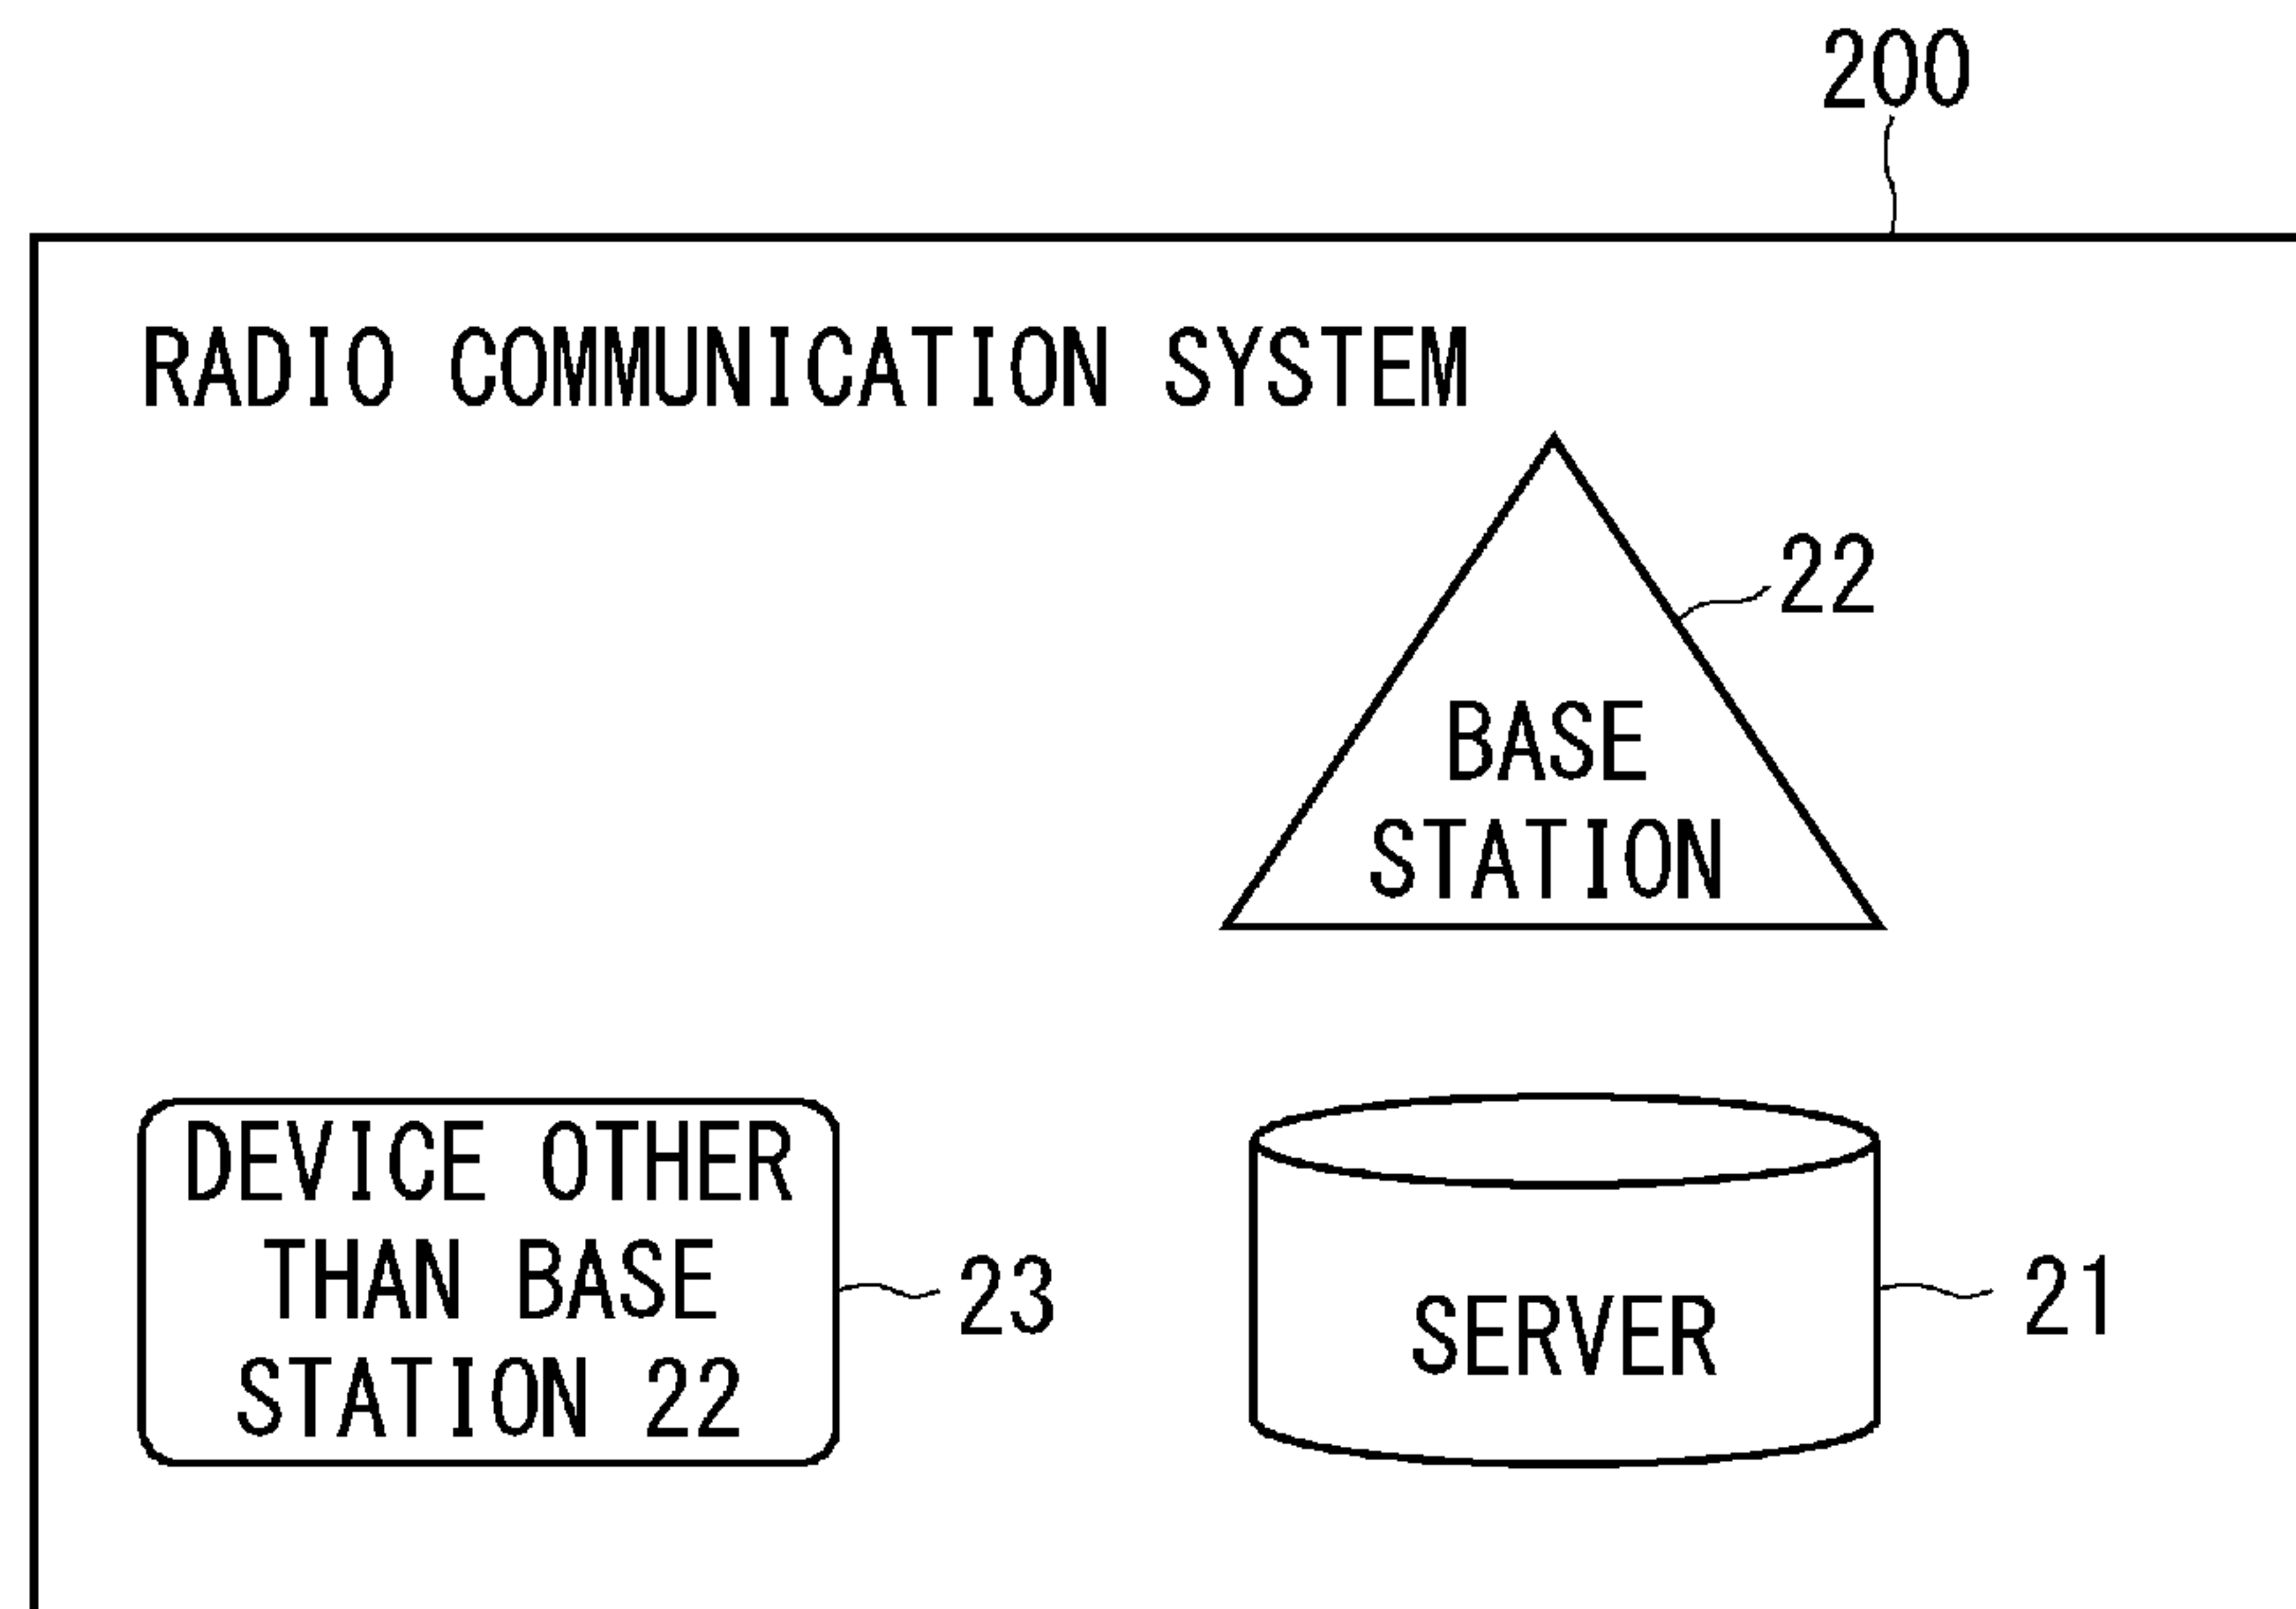 200
RADIO COMMUNICATION SYSTEM
22
BASE
STATION
DEVICE OTHER
THAN BASE
STATION 22
23
SERVER
21